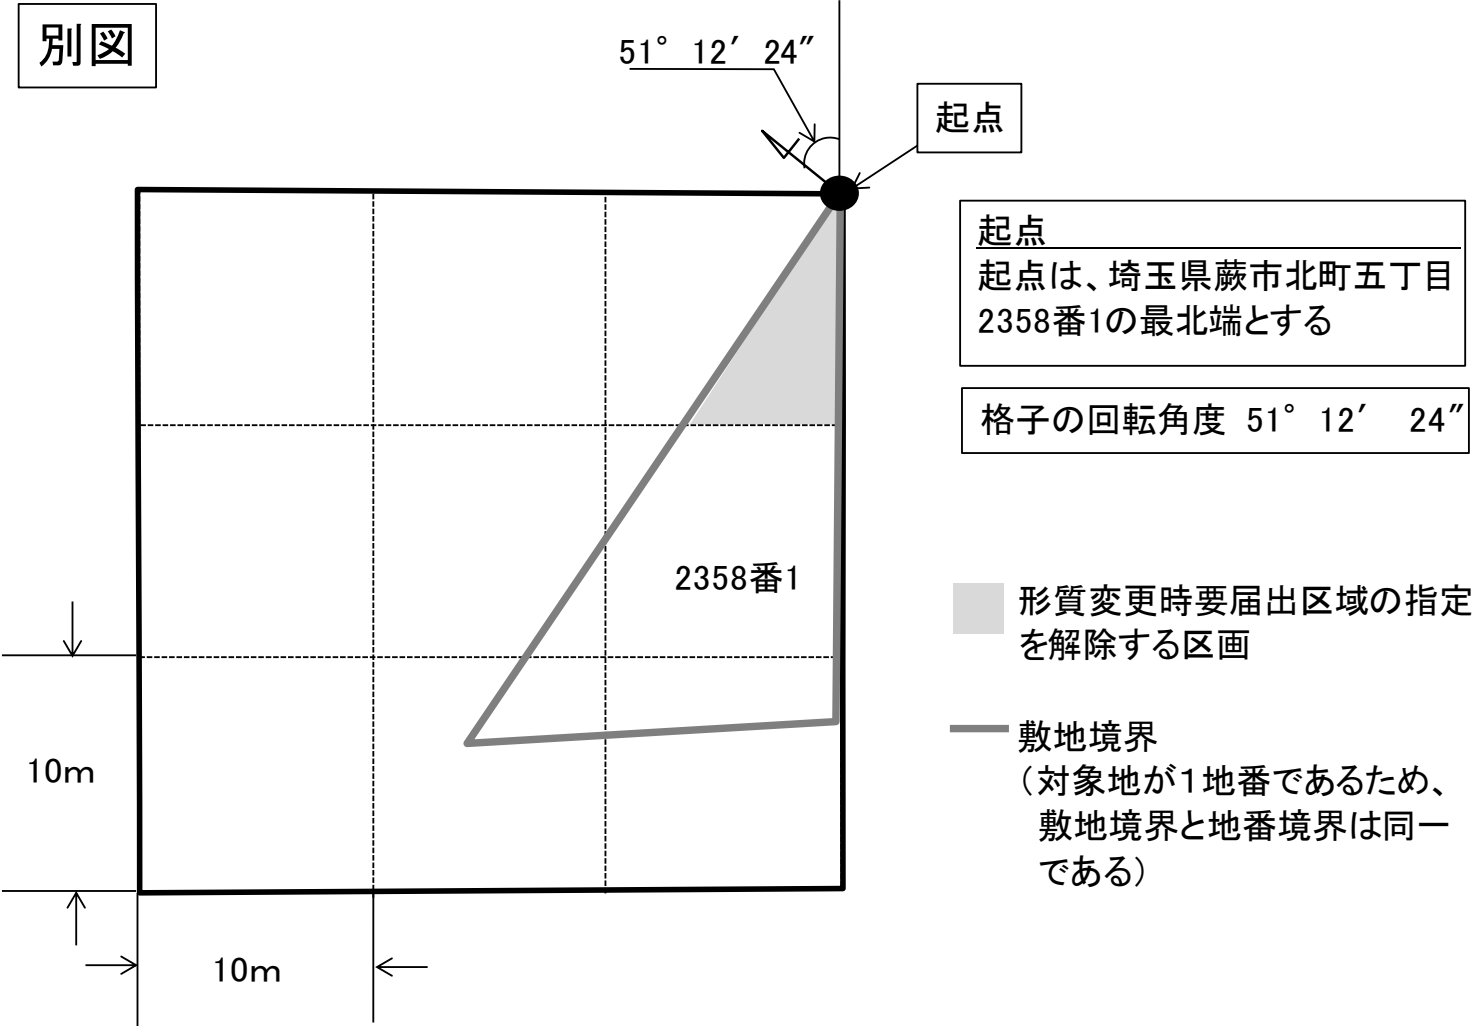 別図
51° 12′ 24″
起点
起点
起点は、埼玉県蕨市北町五丁目
2358番1の最北端とする
格子の回転角度 51° 12′ 24″
2358番1
形質変更時要届出区域の指定
を解除する区画
敷地境界
（対象地が１地番であるため、
敷地境界と地番境界は同一
である）
10m
10m